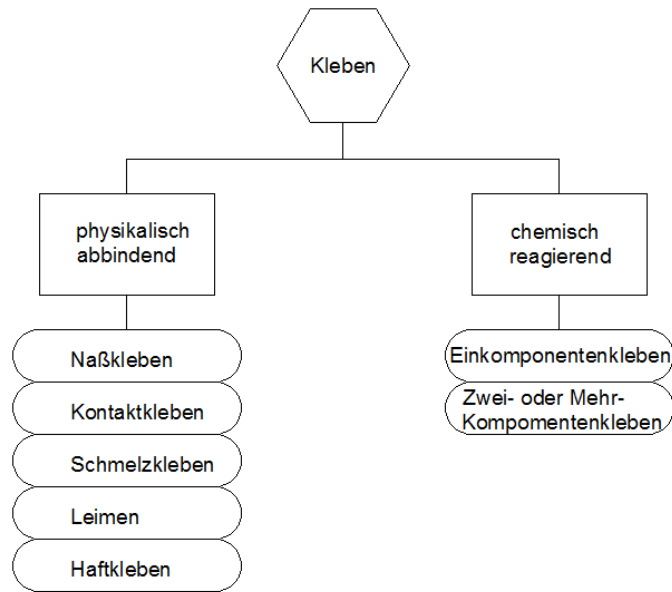 Kleben
physikalisch
abbindend
chemisch
reagierend
Naßkleben
Kontaktkleben
Schmelzkleben
Leimen
Haftkleben
Einkomponentenkleben
Zwei- oder Mehr-
Kompomentenkleben